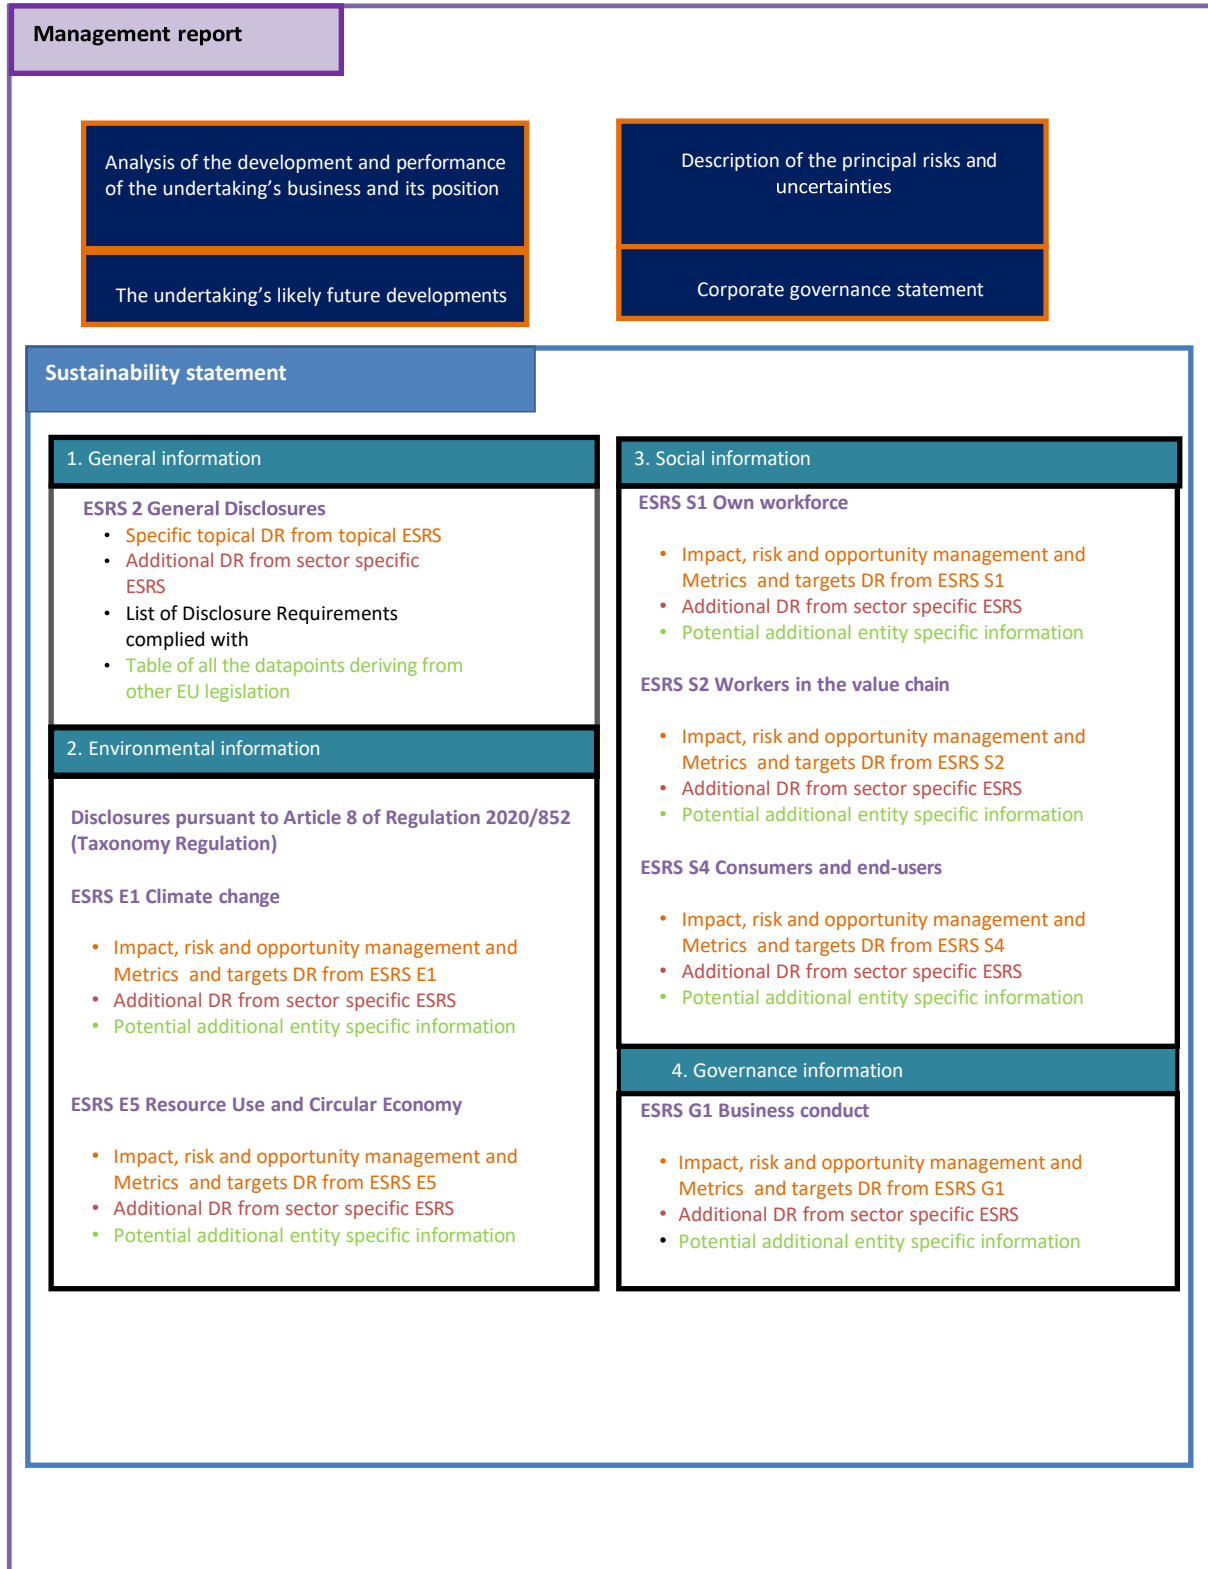 Management report
Analysis of the development and performance
of the undertaking’s business and its position
The undertaking’s likely future developments
Description of the principal risks and
uncertainties
Corporate governance statement
Sustainability statement
1. General information
ESRS 2 General Disclosures
• Specific topical DR from topical ESRS
• Additional DR from sector specific
ESRS
• List of Disclosure Requirements
complied with
• Table of all the datapoints deriving from
other EU legislation
2. Environmental information
Disclosures pursuant to Article 8 of Regulation 2020/852
(Taxonomy Regulation)
ESRS E1 Climate change
• Impact, risk and opportunity management and
Metrics and targets DR from ESRS E1
• Additional DR from sector specific ESRS
• Potential additional entity specific information
ESRS E5 Resource Use and Circular Economy
• Impact, risk and opportunity management and
Metrics and targets DR from ESRS E5
• Additional DR from sector specific ESRS
• Potential additional entity specific information
3. Social information
ESRS S1 Own workforce
• Impact, risk and opportunity management and
Metrics and targets DR from ESRS S1
• Additional DR from sector specific ESRS
• Potential additional entity specific information
ESRS S2 Workers in the value chain
• Impact, risk and opportunity management and
Metrics and targets DR from ESRS S2
• Additional DR from sector specific ESRS
• Potential additional entity specific information
ESRS S4 Consumers and end-users
• Impact, risk and opportunity management and
Metrics and targets DR from ESRS S4
• Additional DR from sector specific ESRS
• Potential additional entity specific information
4. Governance information
ESRS G1 Business conduct
• Impact, risk and opportunity management and
Metrics and targets DR from ESRS G1
• Additional DR from sector specific ESRS
• Potential additional entity specific information